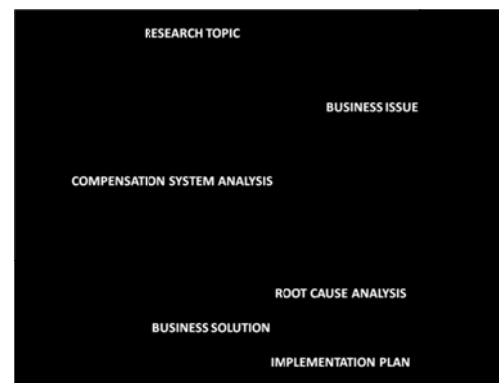 RESEARCH TOPIC
BUSINESS ISSUE
COMPENSATION SYSTEM ANALYSIS
ROOT CAUSE ANALYSIS
BUSINESS SOLUTION
IMPLEMENTATION PLAN